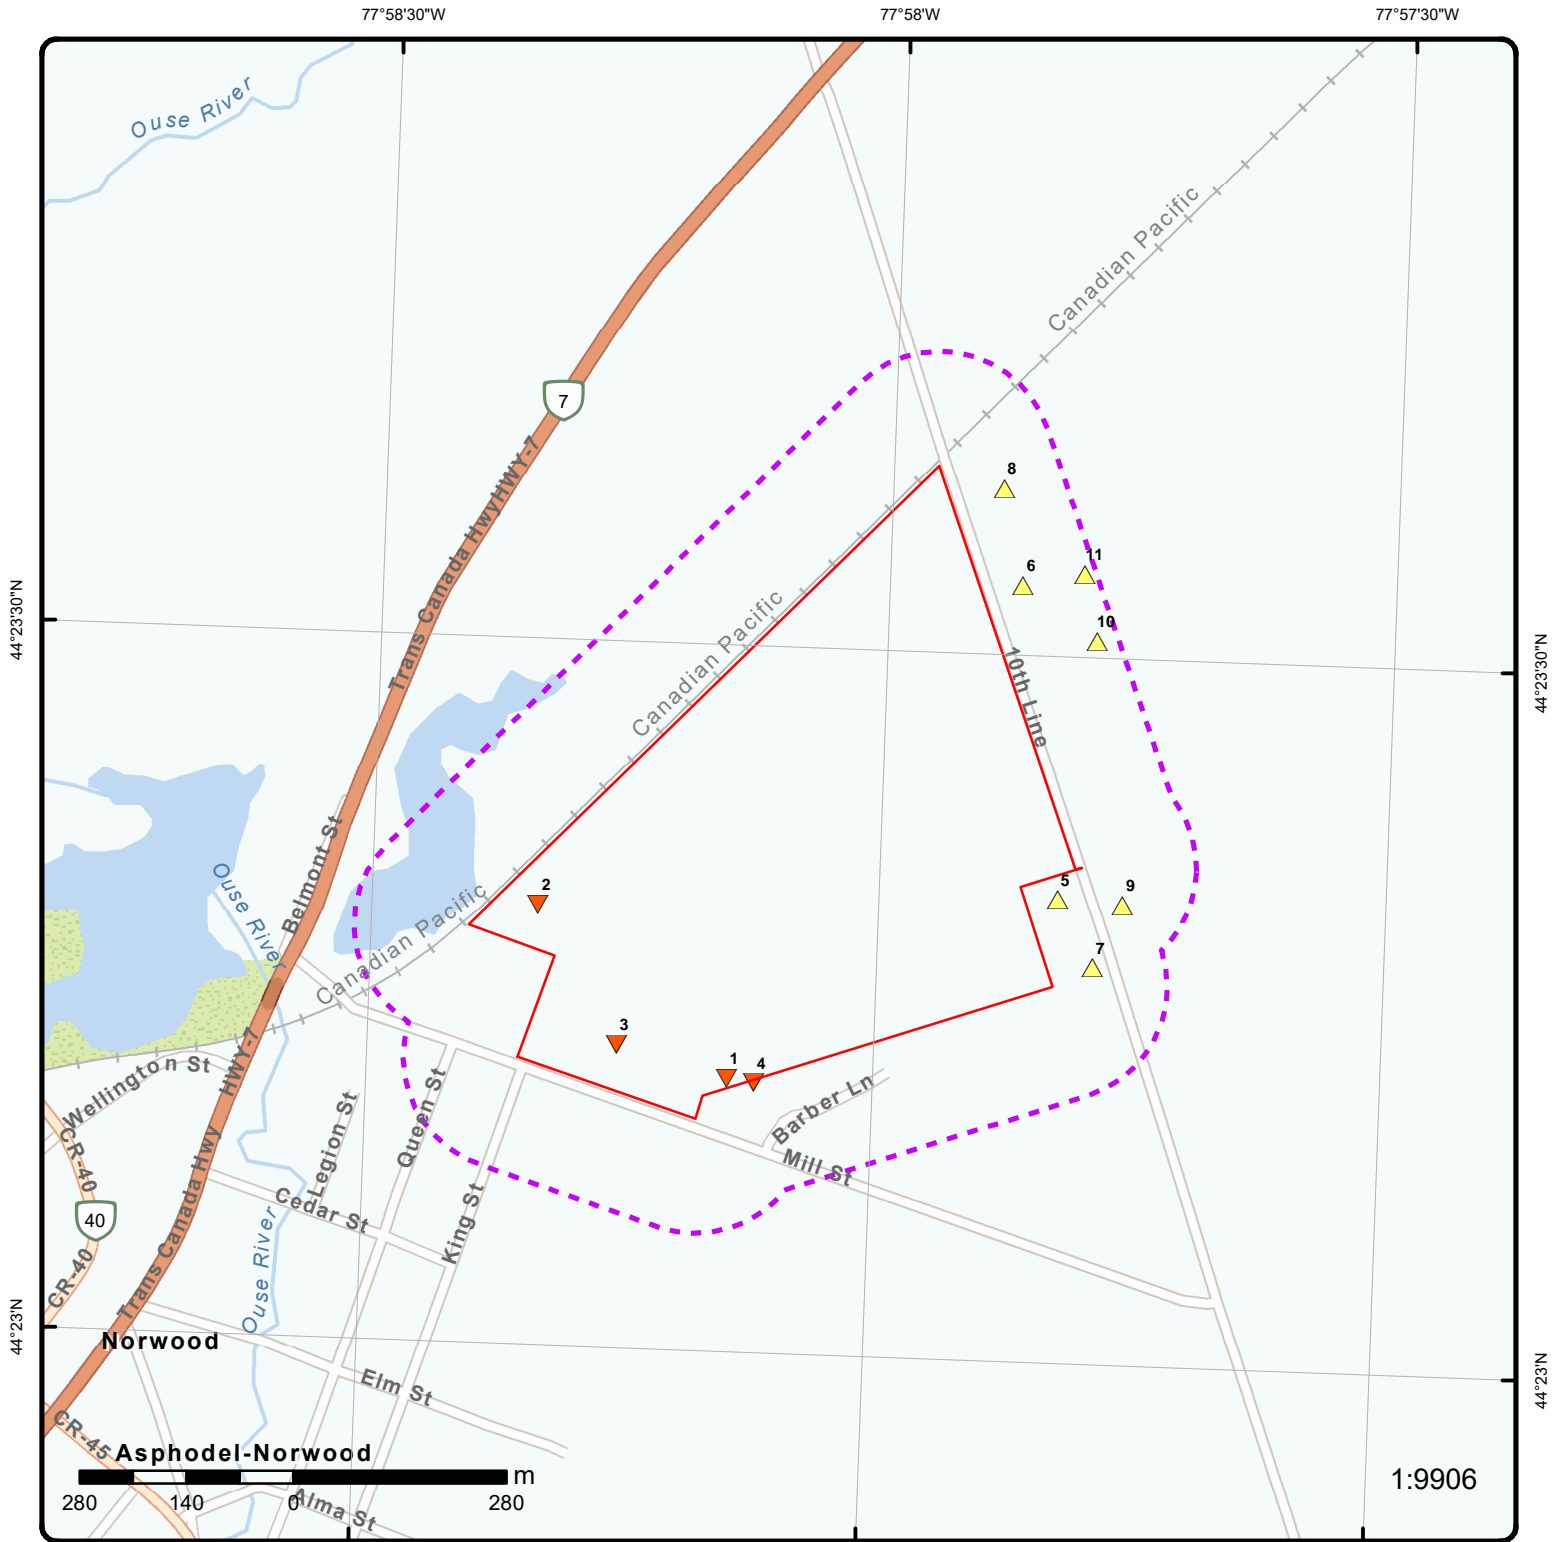 77°58'30"W
77°58'W
77°57'30"W
Ouse River
Canadian Pacific
7
Trans Canada HwyHWY-7
8
11
6
10
44°23'30"N
44°23'30"N
Canadian Pacific
10th Line
Belmont St
Ouse River
2
5
9
Canadian Pacific
7
3
1
4
Wellington St
HWY-7
Barber Ln
Mill St
CR-40
Queen St
Legion St
Cedar St
King St
40
CR-40
Trans Canada Hwy
Ouse River
44°23'N
44°23'N
Norwood
Elm St
CR-45
Asphodel-Norwood
m
280
140
0
280
Alma St
1:9906